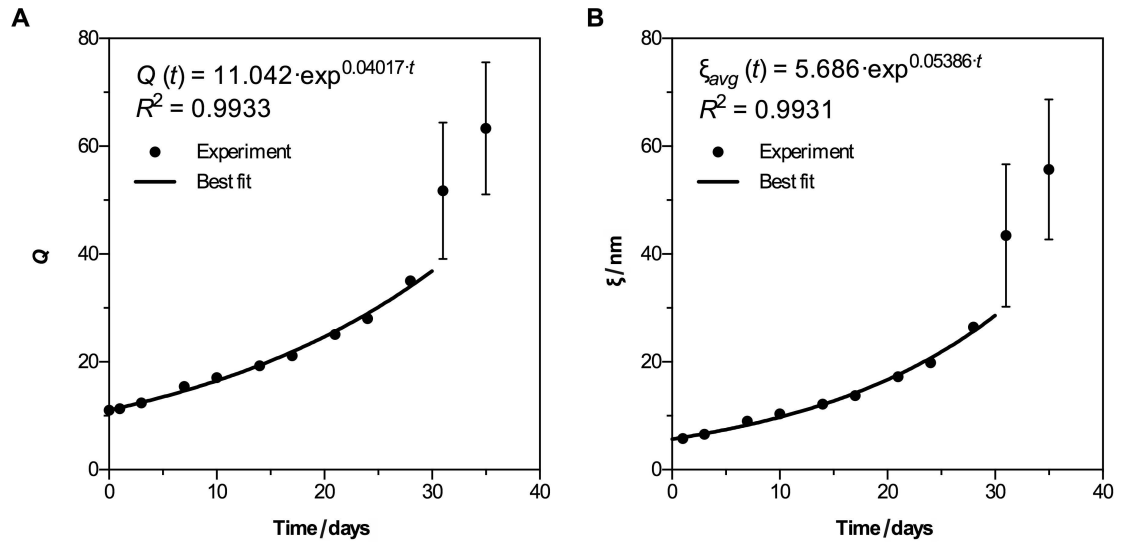 A
Q (t) = 11.042·exp^0.04017·t
R² = 0.9933
Experiment
Best fit
80
60
40
20
0
Q
0 10 20 30 40
Time/days
B
ξavg (t) = 5.686·exp^0.05386·t
R² = 0.9931
Experiment
Best fit
80
60
40
20
0
ξ/nm
0 10 20 30 40
Time/days